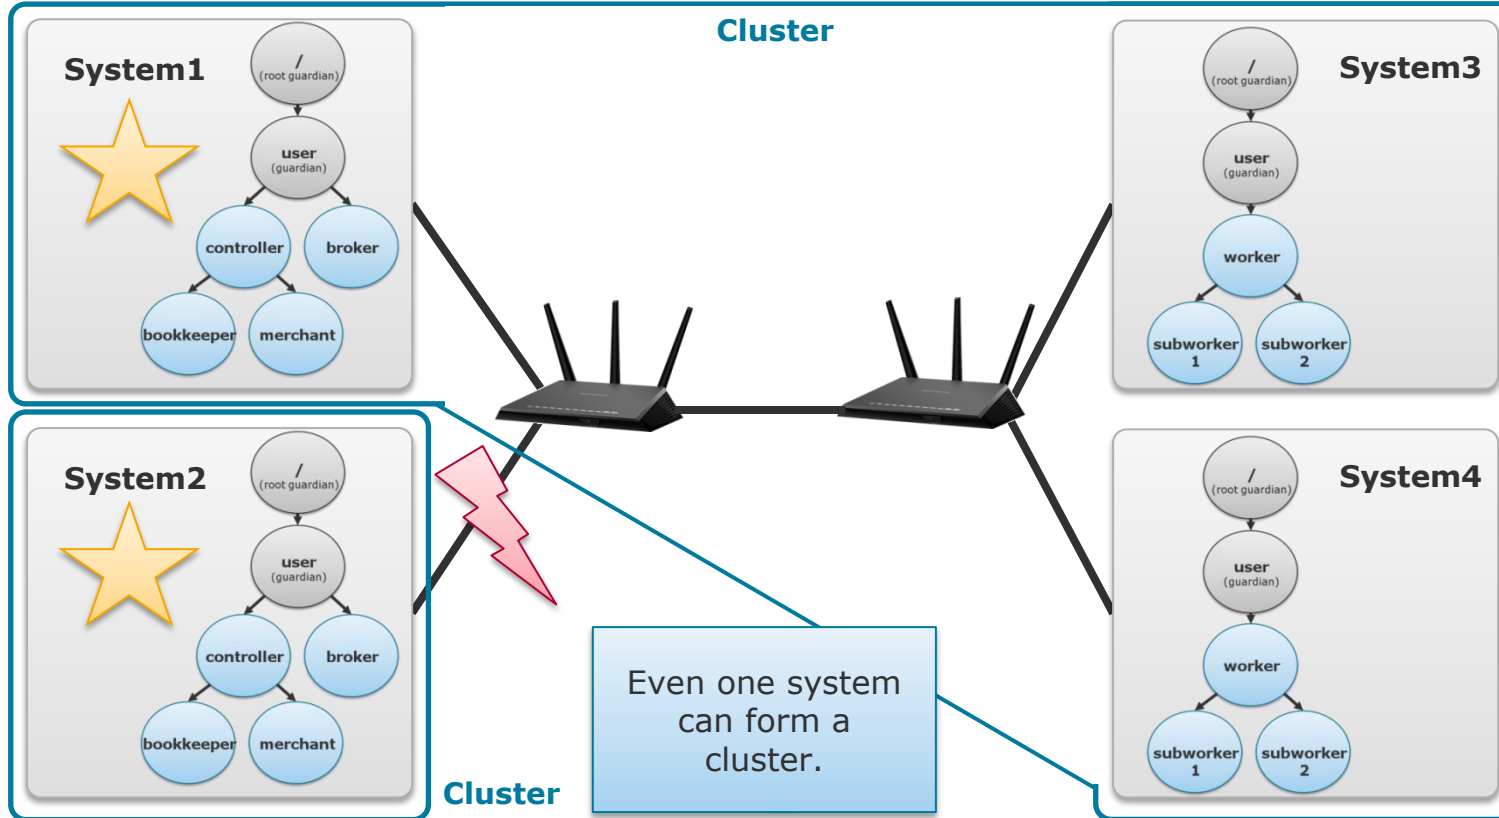 Cluster
System1
/
(root guardian)
user
(guardian)
controller
broker
bookkeeper
merchant
System3
/
(root guardian)
user
(guardian)
worker
subworker
1
subworker
2
System2
/
(root guardian)
user
(guardian)
controller
broker
bookkeeper
merchant
Cluster
Even one system
can form a
cluster.
System4
/
(root guardian)
user
(guardian)
worker
subworker
1
subworker
2